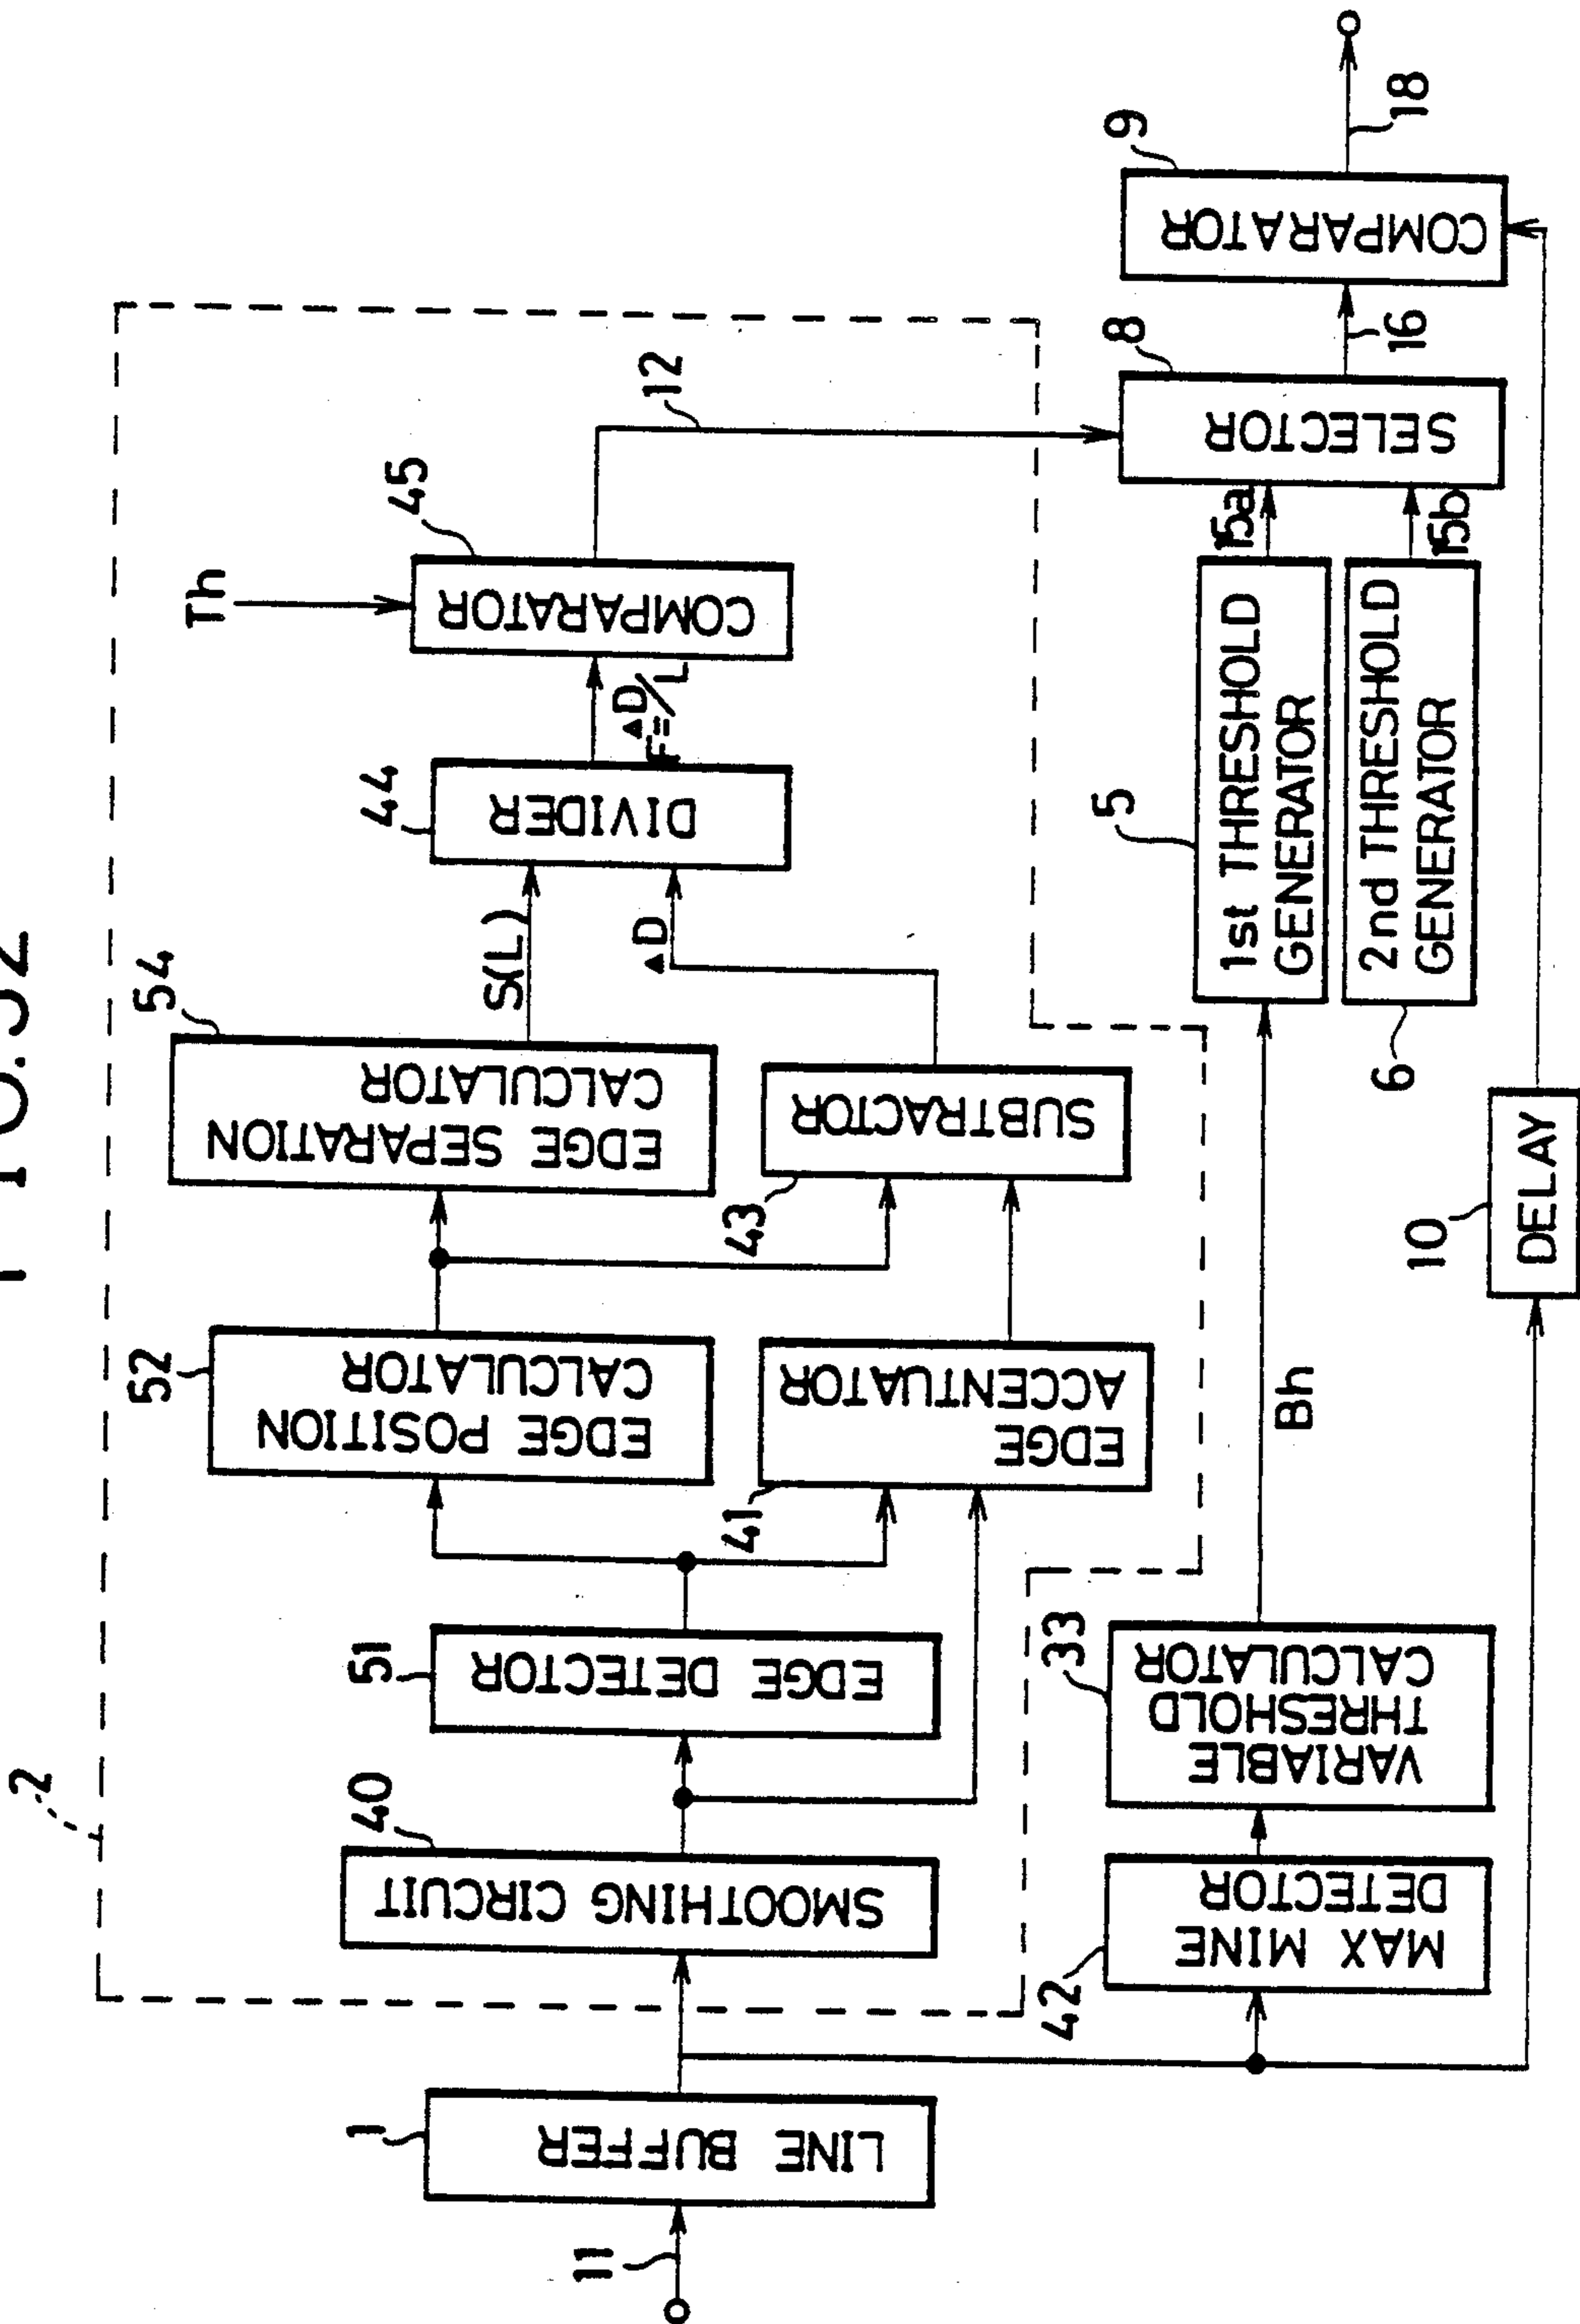 FIG. 32
2
54
52
45
12
Th
51
EDGE SEPARATION
CALCULATOR
S(L)
44
COMPARATOR
40
EDGE POSITION
CALCULATOR
DIVIDER
F=▲D/L
1
EDGE DETECTOR
43
▲D
SMOOTHING CIRCUIT
41
SUBTRACTOR
LINE BUFFER
EDGE
ACCENTUATOR
8
9
11
5
42
33
15a
SELECTOR
16
COMPARATOR
18
MAX MINE
DETECTOR
VARIABLE
THRESHOLD
CALCULATOR
Bh
1st THRESHOLD
GENERATOR
15b
6
2nd THRESHOLD
GENERATOR
10
DELAY